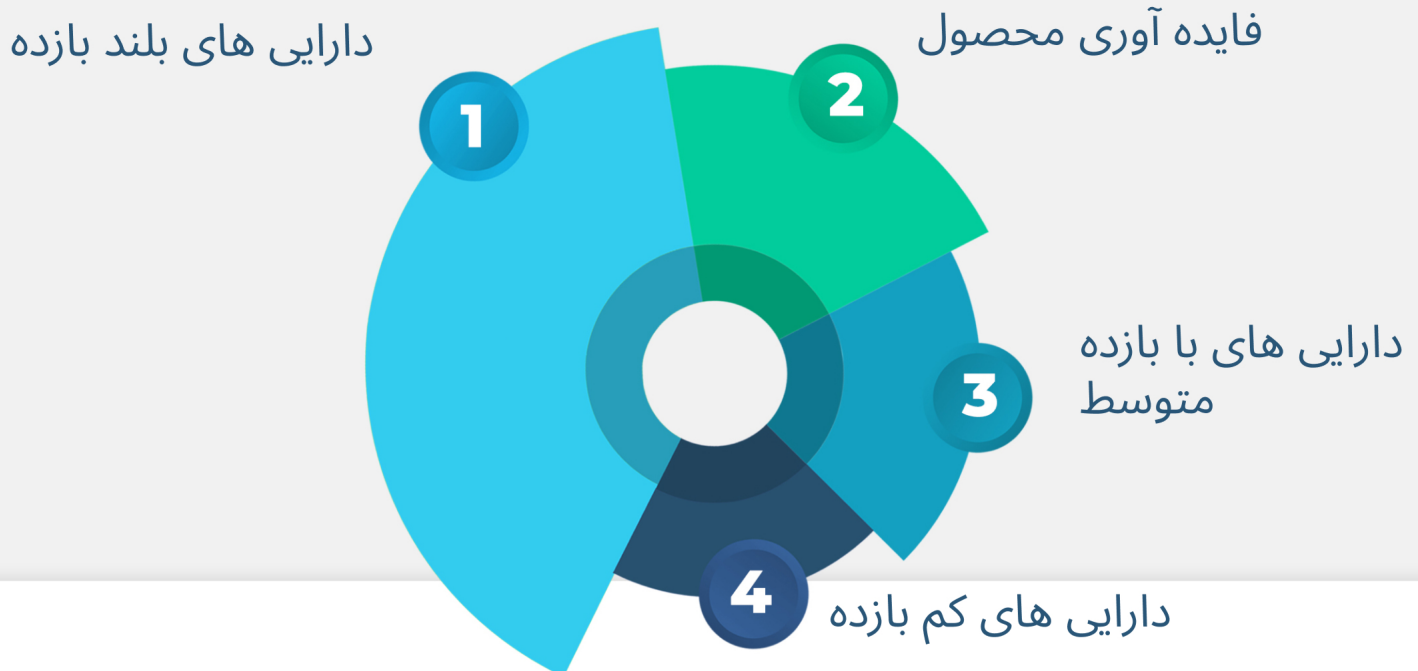 دارایی های بلند بازده
1
فایده آوری محصول
2
دارایی های با بازده
متوسط
3
دارایی های کم بازده
4